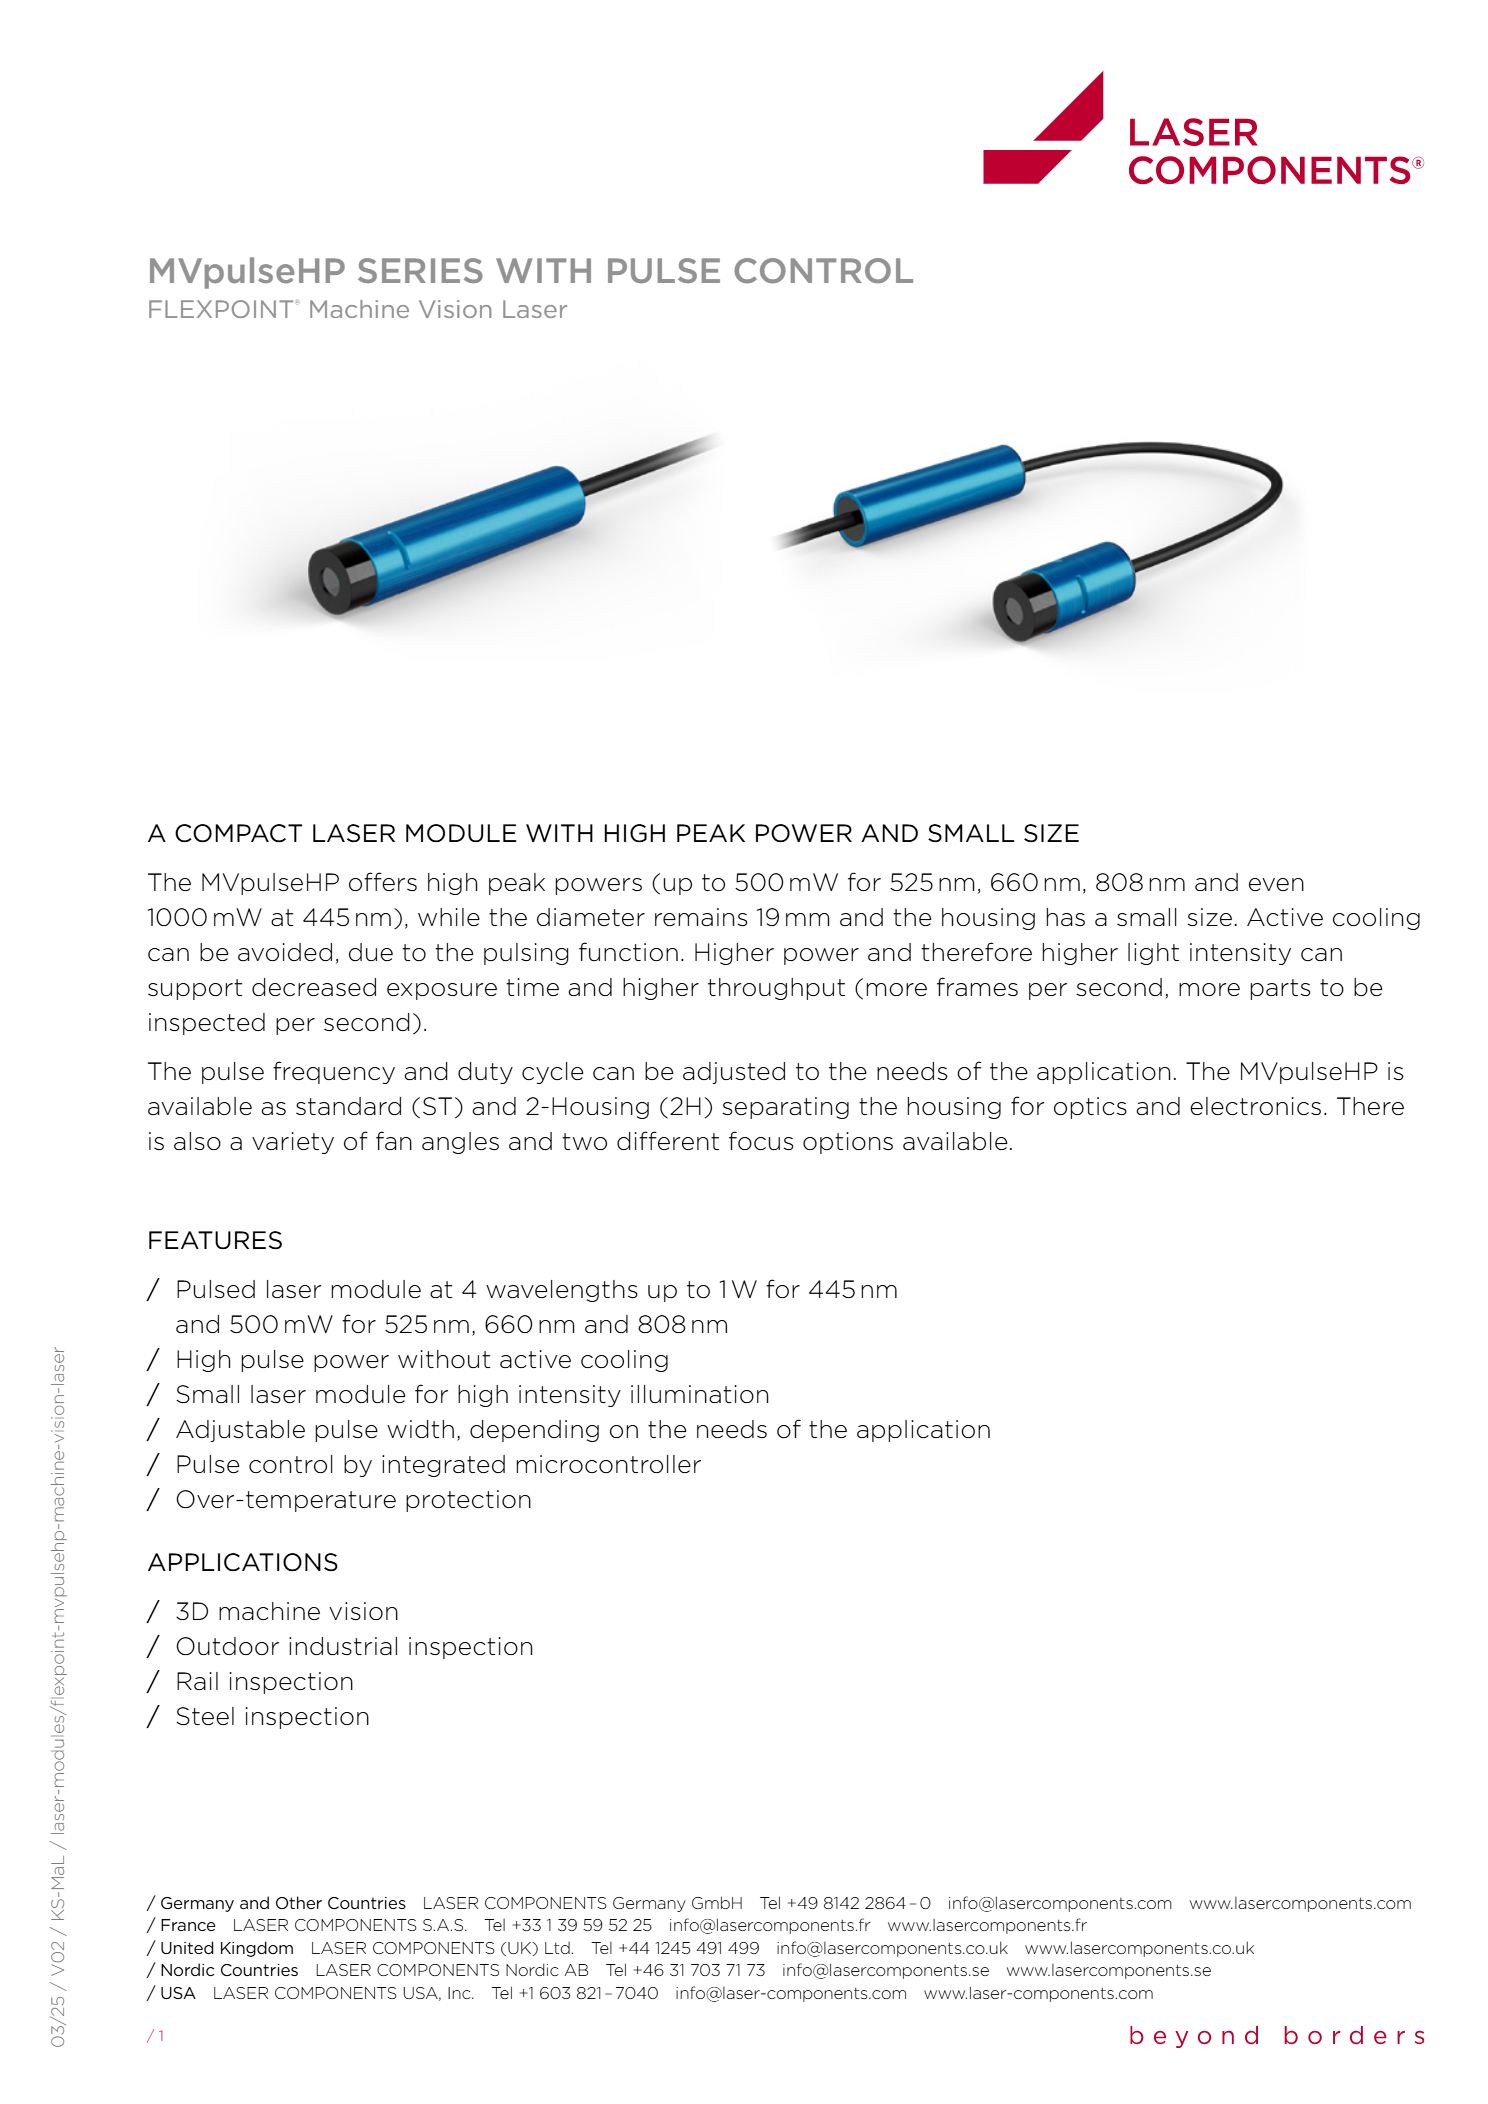 LASER
COMPONENTS®
MVpulseHP SERIES WITH PULSE CONTROL
FLEXPOINT® Machine Vision Laser
A COMPACT LASER MODULE WITH HIGH PEAK POWER AND SMALL SIZE
The MVpulseHP offers high peak powers (up to 500 mW for 525 nm, 660 nm, 808 nm and even
1000 mW at 445 nm), while the diameter remains 19 mm and the housing has a small size. Active cooling
can be avoided, due to the pulsing function. Higher power and therefore higher light intensity can
support decreased exposure time and higher throughput (more frames per second, more parts to be
inspected per second).
The pulse frequency and duty cycle can be adjusted to the needs of the application. The MVpulseHP is
available as standard (ST) and 2-Housing (2H) separating the housing for optics and electronics. There
is also a variety of fan angles and two different focus options available.
FEATURES
/ Pulsed laser module at 4 wavelengths up to 1 W for 445 nm
and 500 mW for 525 nm, 660 nm and 808 nm
/ High pulse power without active cooling
/ Small laser module for high intensity illumination
/ Adjustable pulse width, depending on the needs of the application
/ Pulse control by integrated microcontroller
/ Over-temperature protection
APPLICATIONS
/ 3D machine vision
/ Outdoor industrial inspection
/ Rail inspection
/ Steel inspection
03/25 / V02 / KS-MaL / laser-modules/flexpoint-mvpulsehp-machine-vision-laser
/ Germany and Other Countries LASER COMPONENTS Germany GmbH Tel +49 8142 2864 – 0 info@lasercomponents.com www.lasercomponents.com
/ France LASER COMPONENTS S.A.S. Tel +33 1 39 59 52 25 info@lasercomponents.fr www.lasercomponents.fr
/ United Kingdom LASER COMPONENTS (UK) Ltd. Tel +44 1245 491 499 info@lasercomponents.co.uk www.lasercomponents.co.uk
/ Nordic Countries LASER COMPONENTS Nordic AB Tel +46 31 703 71 73 info@lasercomponents.se www.lasercomponents.se
/ USA LASER COMPONENTS USA, Inc. Tel +1 603 821 – 7040 info@laser-components.com www.laser-components.com
/ 1
beyond borders